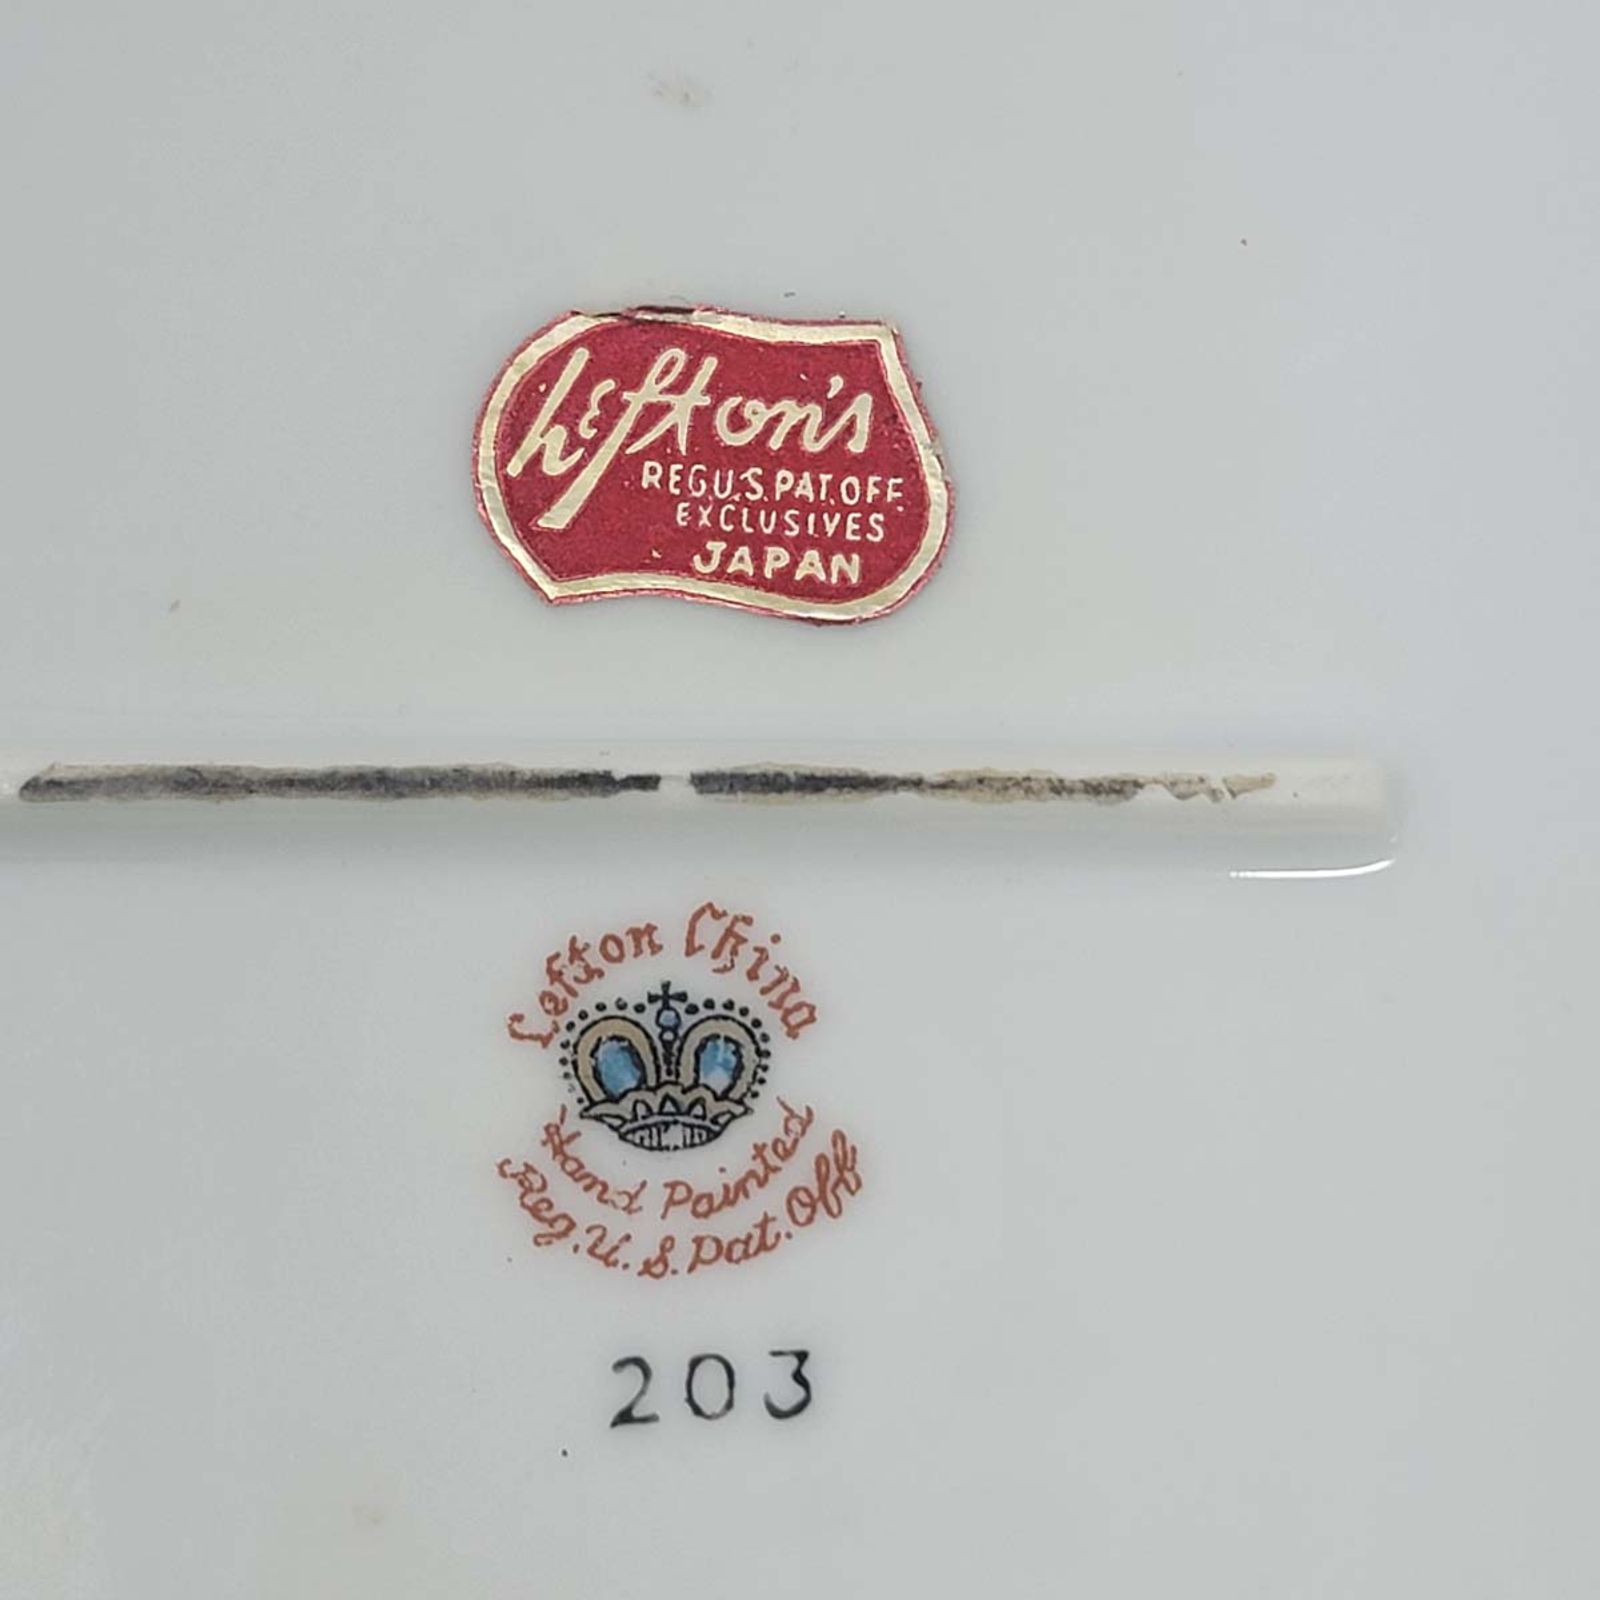 Lefton's
REG.U.S.PAT.OFF.
EXCLUSIVES
JAPAN
Lefton China
Hand Painted
Reg.U.S.Pat.Off
203